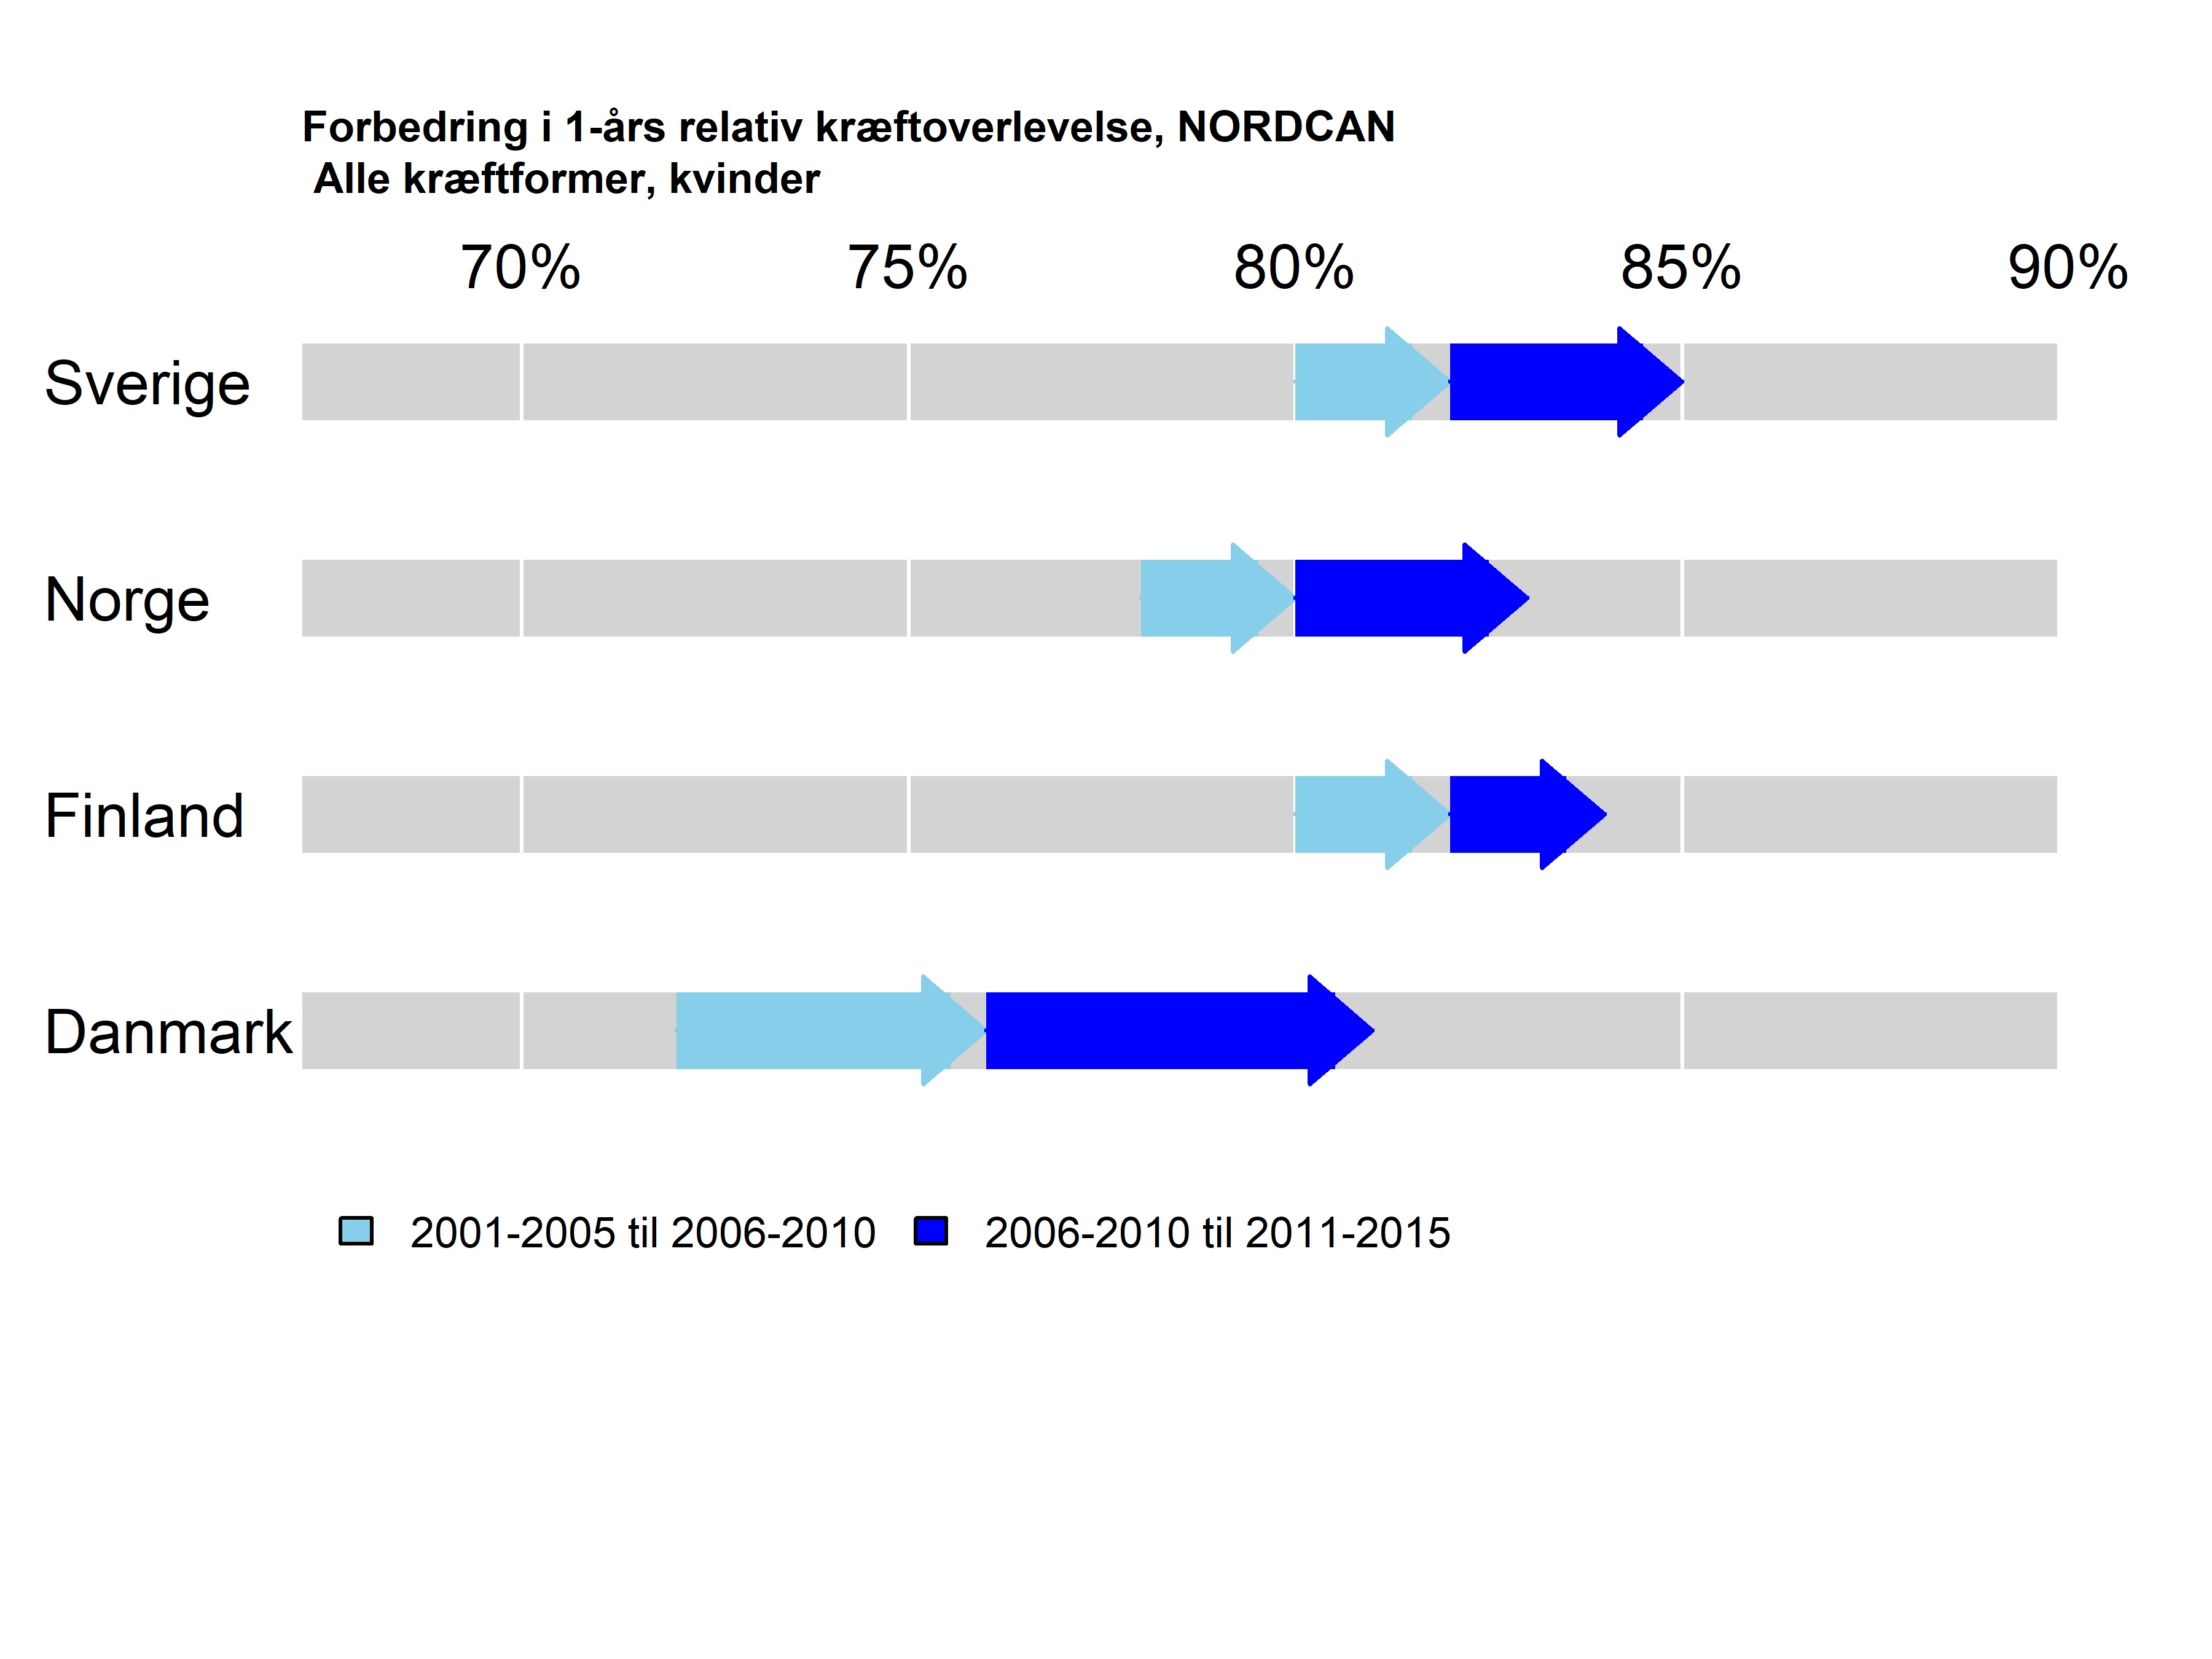 Forbedring i 1-års relativ kræftoverlevelse, NORDCAN
Alle kræftformer, kvinder
70% 75% 80% 85% 90%
Sverige
Norge
Finland
Danmark
2001-2005 til 2006-2010 2006-2010 til 2011-2015